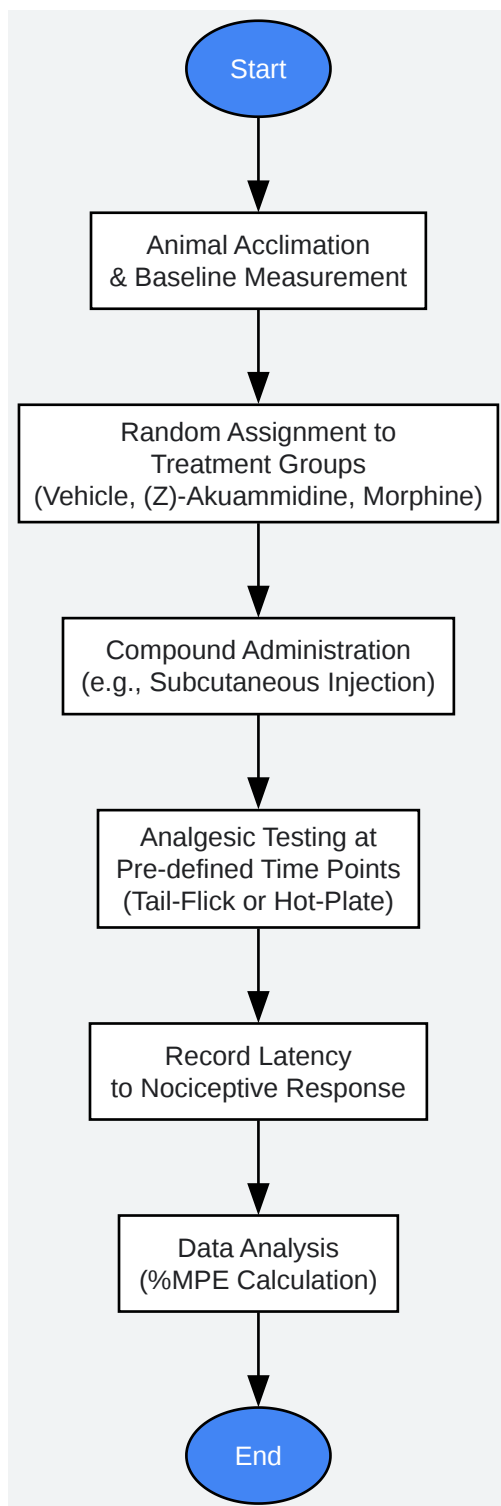 Start
Animal Acclimation
& Baseline Measurement
Random Assignment to
Treatment Groups
(Vehicle, (Z)-Akuammidine, Morphine)
Compound Administration
(e.g., Subcutaneous Injection)
Analgesic Testing at
Pre-defined Time Points
(Tail-Flick or Hot-Plate)
Record Latency
to Nociceptive Response
Data Analysis
(%MPE Calculation)
End